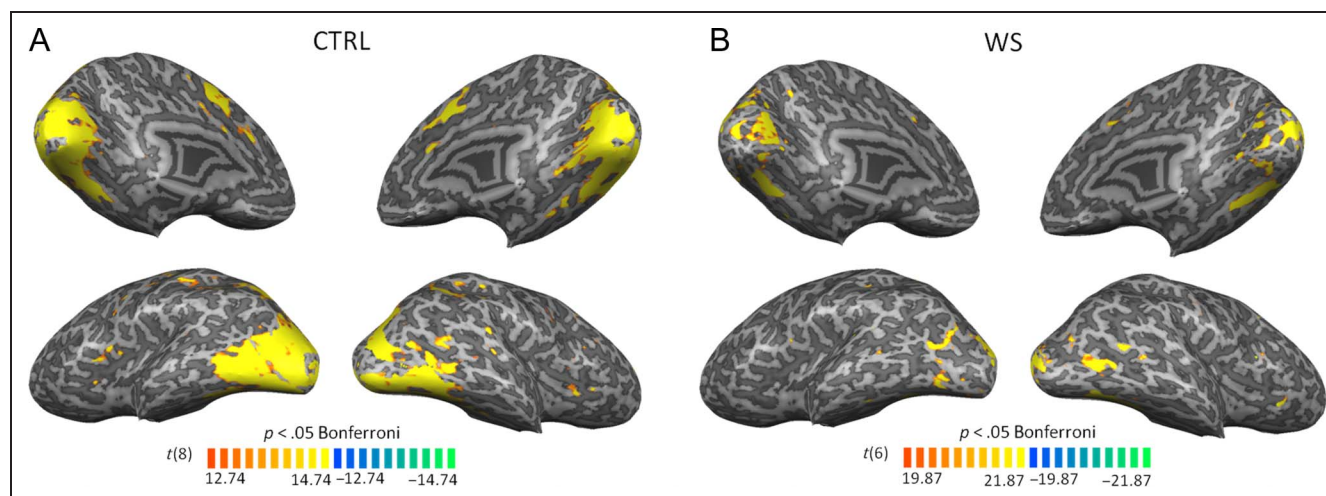 A CTRL
B WS
p < .05 Bonferroni
t(8)
12.74 14.74 −12.74 −14.74
p < .05 Bonferroni
t(6)
19.87 21.87 −19.87 −21.87